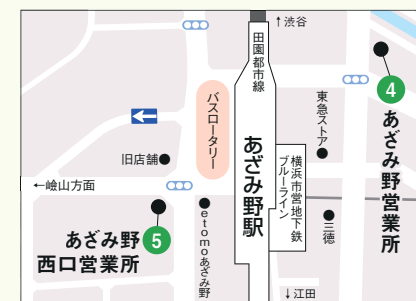 ↑渋谷
田園都市線
バスロータリー
東急ストア
4
あざみ野営業所
あざみ野駅
横浜市営地下鉄
ブルーライン
旧店舗
←嶮山方面
あざみ野
西口営業所
5
etomoあざみ野
三徳
↓江田